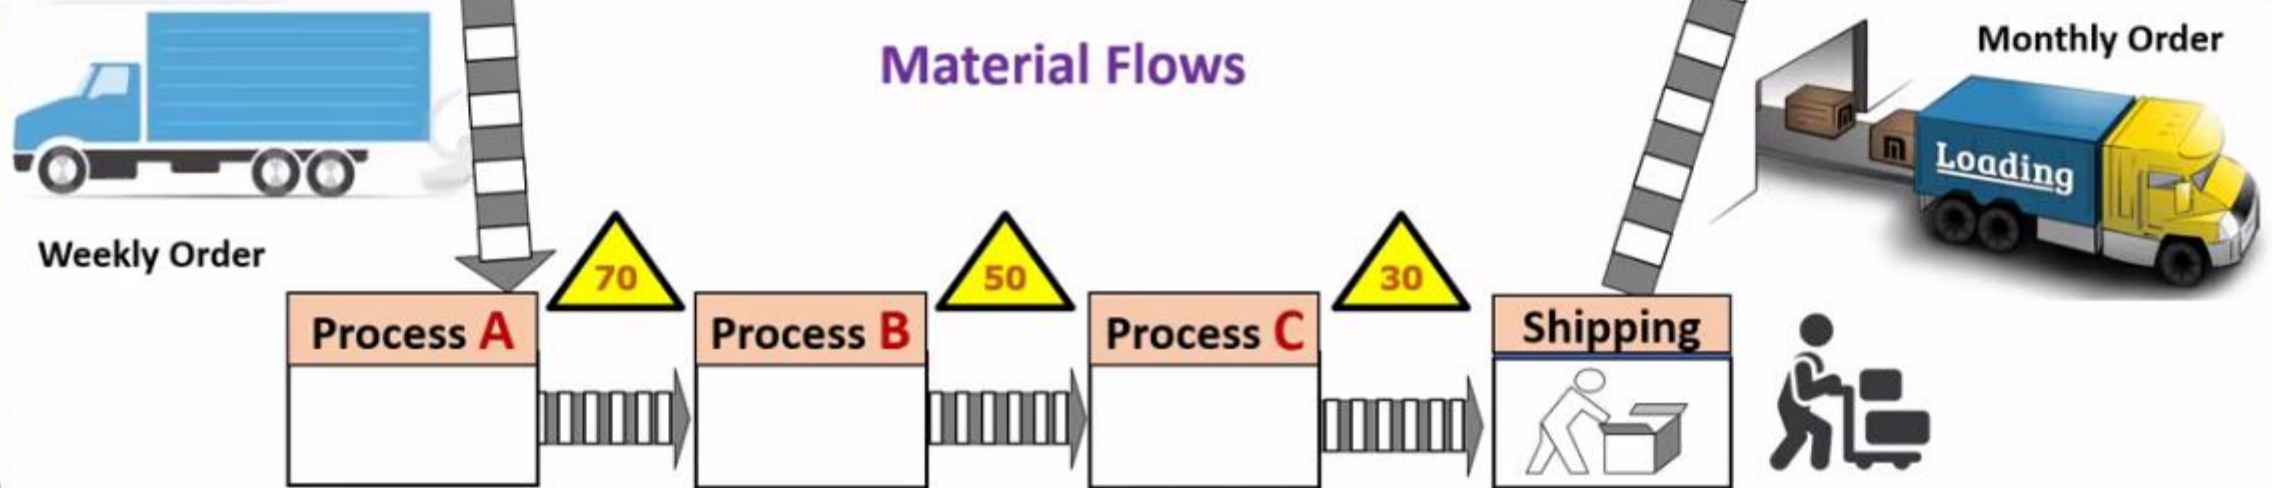 Material Flows
Monthly Order
Loading
Weekly Order
70
50
30
Process A
Process B
Process C
Shipping